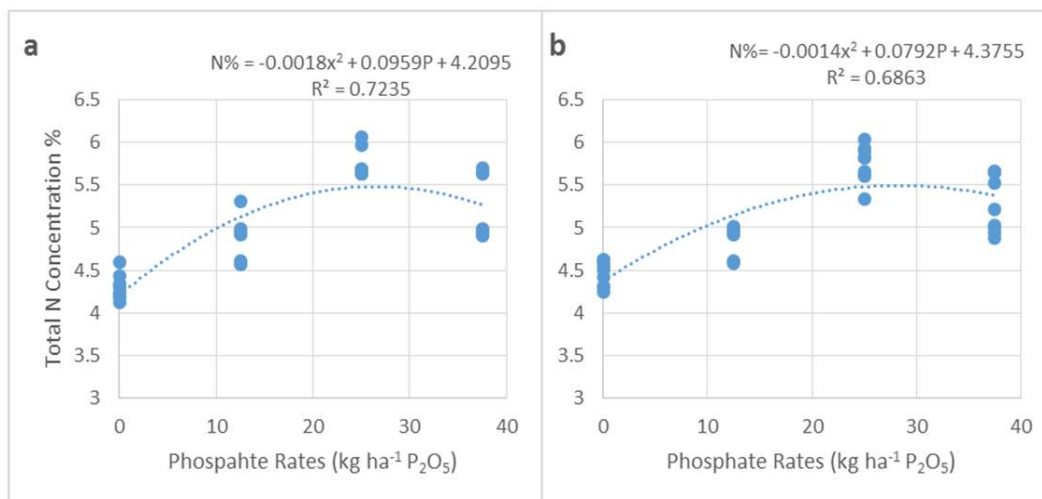 a
N% = -0.0018x² + 0.0959P + 4.2095
R² = 0.7235
6.5
6
5.5
5
4.5
4
3.5
3
Total N Concentration %
0 10 20 30 40
Phospahte Rates (kg ha⁻¹ P₂O₅)
b
N%= -0.0014x² + 0.0792P + 4.3755
R² = 0.6863
6.5
6
5.5
5
4.5
4
3.5
3
0 10 20 30 40
Phosphate Rates (kg ha⁻¹ P₂O₅)